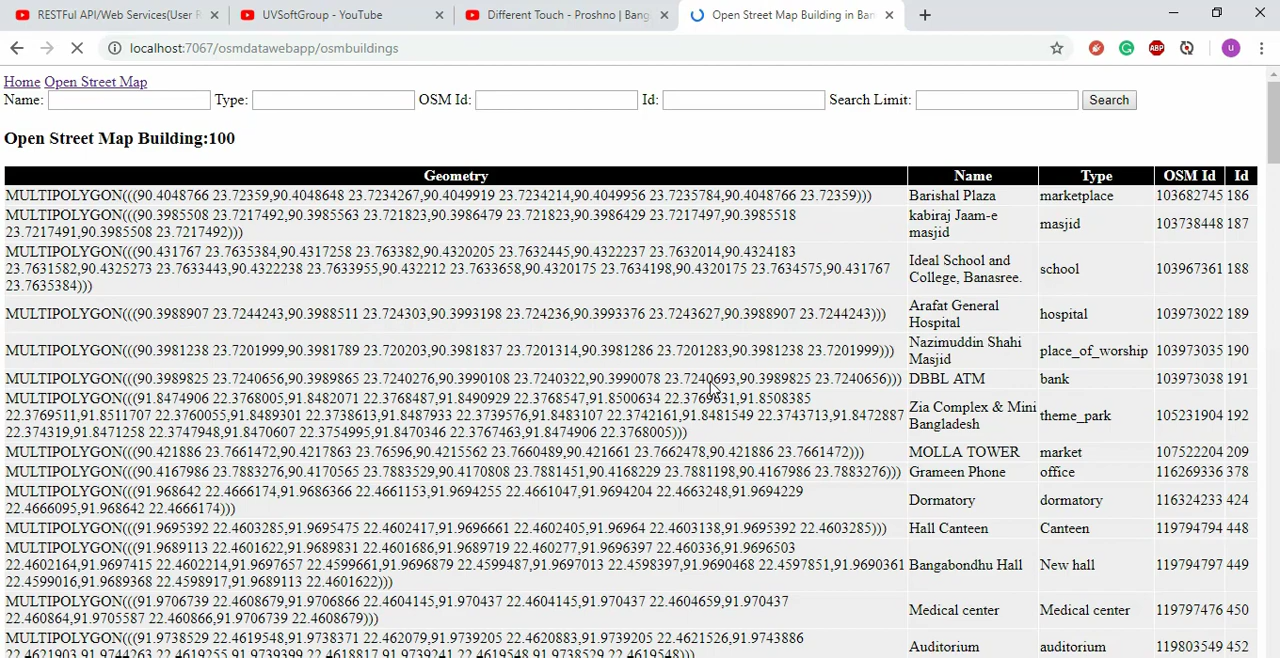 RESTFul API/Web Services(User R
UVSoftGroup - YouTube
Different Touch - Proshno | Bang
Open Street Map Building in Ban
localhost:7067/osmdatawebapp/osmbuildings
ABP
U
Home Open Street Map
Name: Type: OSM Id: Id: Search Limit: Search
Open Street Map Building:100
Geometry Name Type OSM Id Id
MULTIPOLYGON(((90.4048766 23.72359,90.4048648 23.7234267,90.4049919 23.7234214,90.4049956 23.7235784,90.4048766 23.72359))) Barishal Plaza marketplace 103682745 186
MULTIPOLYGON(((90.3985508 23.7217492,90.3985563 23.721823,90.3986479 23.721823,90.3986429 23.7217497,90.3985518
23.7217491,90.3985508 23.7217492)))
kabiraj Jaam-e
masjid
masjid 103738448 187
MULTIPOLYGON(((90.431767 23.7635384,90.4317258 23.763382,90.4320205 23.7632445,90.4322237 23.7632014,90.4324183
23.7631582,90.4325273 23.7633443,90.4322238 23.7633955,90.432212 23.7633658,90.4320175 23.7634198,90.4320175 23.7634575,90.431767
23.7635384)))
Ideal School and
College, Banasree.
school 103967361 188
MULTIPOLYGON(((90.3988907 23.7244243,90.3988511 23.724303,90.3993198 23.724236,90.3993376 23.7243627,90.3988907 23.7244243)))
Arafat General
Hospital
hospital 103973022 189
MULTIPOLYGON(((90.3981238 23.7201999,90.3981789 23.720203,90.3981837 23.7201314,90.3981286 23.7201283,90.3981238 23.7201999)))
Nazimuddin Shahi
Masjid
place_of_worship 103973035 190
MULTIPOLYGON(((90.3989825 23.7240656,90.3989865 23.7240276,90.3990108 23.7240322,90.3990078 23.7240693,90.3989825 23.7240656))) DBBL ATM bank 103973038 191
MULTIPOLYGON(((91.8474906 22.3768005,91.8482071 22.3768487,91.8490929 22.3768547,91.8500634 22.3769031,91.8508385
22.3769511,91.8511707 22.3760055,91.8489301 22.3738613,91.8487933 22.3739576,91.8483107 22.3742161,91.8481549 22.3743713,91.8472887
22.374319,91.8471258 22.3747948,91.8470607 22.3754995,91.8470346 22.3767463,91.8474906 22.3768005)))
Zia Complex & Mini
Bangladesh
theme_park 105231904 192
MULTIPOLYGON(((90.421886 23.7661472,90.4217863 23.76596,90.4215562 23.7660489,90.421661 23.7662478,90.421886 23.7661472))) MOLLA TOWER market 107522204 209
MULTIPOLYGON(((90.4167986 23.7883276,90.4170565 23.7883529,90.4170808 23.7881451,90.4168229 23.7881198,90.4167986 23.7883276))) Grameen Phone office 116269336 378
MULTIPOLYGON(((91.968642 22.4666174,91.9686366 22.4661153,91.9694255 22.4661047,91.9694204 22.4663248,91.9694229
22.4666095,91.968642 22.4666174)))
Dormatory dormatory 116324233 424
MULTIPOLYGON(((91.9695392 22.4603285,91.9695475 22.4602417,91.9696661 22.4602405,91.96964 22.4603138,91.9695392 22.4603285))) Hall Canteen Canteen 119794794 448
MULTIPOLYGON(((91.9689113 22.4601622,91.9689831 22.4601686,91.9689719 22.460277,91.9696397 22.460336,91.9696503
22.4602164,91.9697415 22.4602214,91.9697657 22.4599661,91.9696879 22.4599487,91.9697013 22.4598397,91.9690468 22.4597851,91.9690361
22.4599016,91.9689368 22.4598917,91.9689113 22.4601622)))
Bangabondhu Hall New hall 119794797 449
MULTIPOLYGON(((91.9706739 22.4608679,91.9706866 22.4604145,91.970437 22.4604145,91.970437 22.4604659,91.970437
22.460864,91.9705587 22.460866,91.9706739 22.4608679)))
Medical center Medical center 119797476 450
MULTIPOLYGON(((91.9738529 22.4619548,91.9738371 22.462079,91.9739205 22.4620883,91.9739205 22.4621526,91.9743886
22.4621903,91.9744263 22.4619255,91.9739399 22.4618817,91.9739241 22.4619548,91.9738529 22.4619548)))
Auditorium auditorium 119803549 452